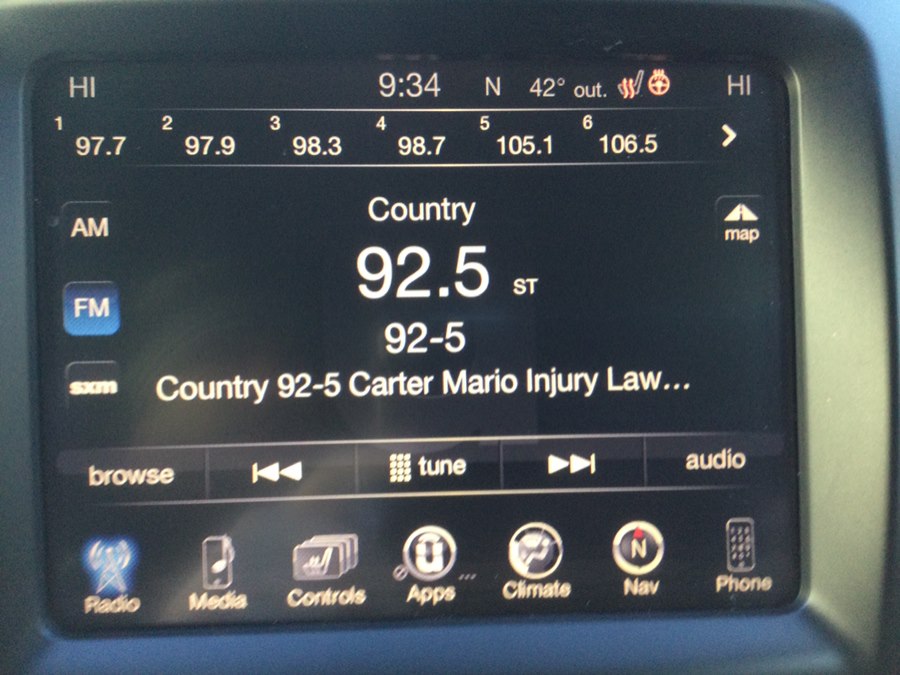 HI 9:34 N 42° out. HI
1 97.7 2 97.9 3 98.3 4 98.7 5 105.1 6 106.5
Country
AM
map
92.5 ST
FM
92-5
sxm
Country 92-5 Carter Mario Injury Law...
browse tune audio
Radio Media Controls Apps Climate Nav Phone